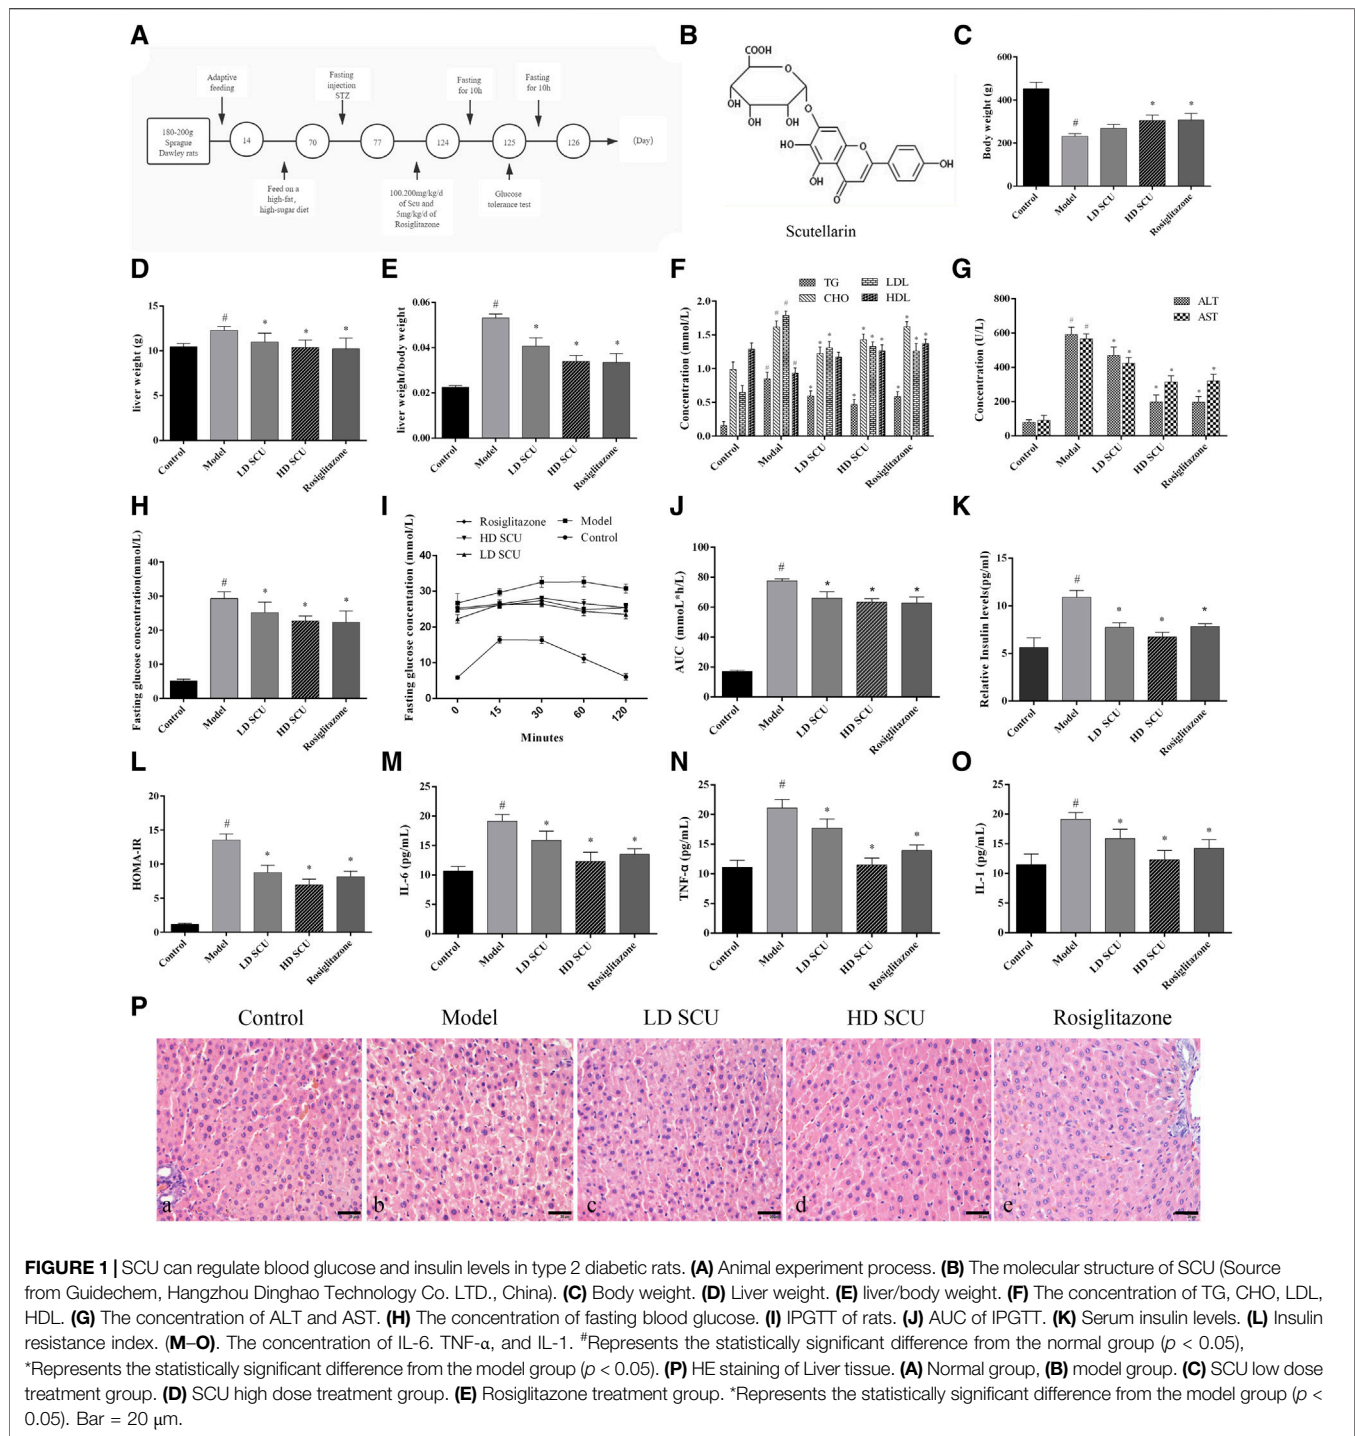 A
Adaptive
feeding
Fasting
injection
STZ
Fasting
for 10h
Fasting
for 10h
180-200g
Sprague
Dawley rats
14
70
77
124
125
126
(Day)
Feed on a
high-fat,
high-sugar diet
100.200mg/kg/d
of Scu and
5mg/kg/d of
Rosiglitazone
Glucose
tolerance test
B
COOH
O
OH
OH
OH
O
HO
OH
O
O
OH
Scutellarin
C
Body weight (g)
600
400
200
0
#
*
*
Control
Model
LD SCU
HD SCU
Rosiglitazone
D
liver weight (g)
15
10
5
0
#
*
*
*
Control
Model
LD SCU
HD SCU
Rosiglitazone
E
liver weight/body weight
0.06
0.04
0.02
0.00
#
*
*
*
Control
Model
LD SCU
HD SCU
Rosiglitazone
F
TG
CHO
LDL
HDL
Concentration (mmol/L)
2.0
1.5
1.0
0.5
0.0
# # # #
* * *
* * * *
* * * *
Control
Modal
LD SCU
HD SCU
Rosiglitazone
G
ALT
AST
Concentration (U/L)
800
600
400
200
0
# #
* *
* *
* *
Control
Modal
LD SCU
HD SCU
Rosiglitazone
H
Fasting glucose concentration(mmol/L)
40
30
20
10
0
#
*
*
*
Control
Model
LD SCU
HD SCU
Rosiglitazone
I
Rosiglitazone
HD SCU
LD SCU
Model
Control
Fasting glucose concentation (mmol/L)
40
30
20
10
0
0
15
30
60
120
Minutes
J
AUC (mmoL*h/L)
100
80
60
40
20
0
#
*
*
*
Control
Model
LD SCU
HD SCU
Rosiglitazone
K
Relative Insulin levels(pg/ml)
15
10
5
0
#
*
*
*
Control
Model
LD SCU
HD SCU
Rosiglitazone
L
HOMA-IR
20
15
10
5
0
#
*
*
*
Control
Model
LD SCU
HD SCU
Rosiglitazone
M
IL-6 (pg/mL)
25
20
15
10
5
0
#
*
*
*
Control
Model
LD SCU
HD SCU
Rosiglitazone
N
TNF-α (pg/mL)
25
20
15
10
5
0
#
*
*
*
Control
Model
LD SCU
HD SCU
Rosiglitazone
O
IL-1 (pg/mL)
25
20
15
10
5
0
#
*
*
*
Control
Model
LD SCU
HD SCU
Rosiglitazone
P
Control
Model
LD SCU
HD SCU
Rosiglitazone
a
b
c
d
e
FIGURE 1 | SCU can regulate blood glucose and insulin levels in type 2 diabetic rats. (A) Animal experiment process. (B) The molecular structure of SCU (Source
from Guidechem, Hangzhou Dinghao Technology Co. LTD., China). (C) Body weight. (D) Liver weight. (E) liver/body weight. (F) The concentration of TG, CHO, LDL,
HDL. (G) The concentration of ALT and AST. (H) The concentration of fasting blood glucose. (I) IPGTT of rats. (J) AUC of IPGTT. (K) Serum insulin levels. (L) Insulin
resistance index. (M–O). The concentration of IL-6. TNF-α, and IL-1. #Represents the statistically significant difference from the normal group (p < 0.05),
*Represents the statistically significant difference from the model group (p < 0.05). (P) HE staining of Liver tissue. (A) Normal group, (B) model group. (C) SCU low dose
treatment group. (D) SCU high dose treatment group. (E) Rosiglitazone treatment group. *Represents the statistically significant difference from the model group (p <
0.05). Bar = 20 μm.